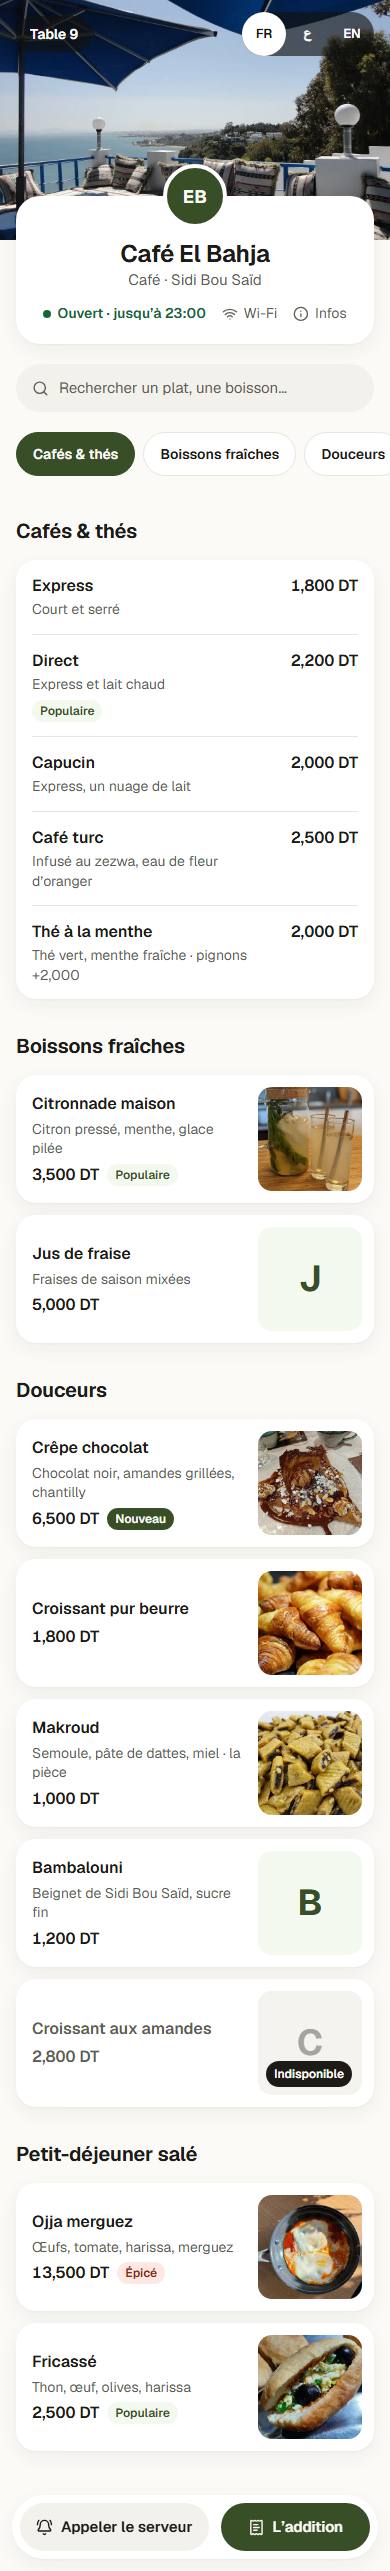 Table 9
FR ع EN
EB
Café El Bahja
Café · Sidi Bou Saïd
Ouvert · jusqu'à 23:00 Wi-Fi Infos
Rechercher un plat, une boisson...
Cafés & thés Boissons fraîches Douceurs
Cafés & thés
Express 1,800 DT
Court et serré
Direct 2,200 DT
Express et lait chaud
Populaire
Capucin 2,000 DT
Express, un nuage de lait
Café turc 2,500 DT
Infusé au zezwa, eau de fleur
d'oranger
Thé à la menthe 2,000 DT
Thé vert, menthe fraîche · pignons
+2,000
Boissons fraîches
Citronnade maison
Citron pressé, menthe, glace
pilée
3,500 DT Populaire
Jus de fraise
Fraises de saison mixées
5,000 DT
J
Douceurs
Crêpe chocolat
Chocolat noir, amandes grillées,
chantilly
6,500 DT Nouveau
Croissant pur beurre
1,800 DT
Makroud
Semoule, pâte de dattes, miel · la
pièce
1,000 DT
Bambalouni
Beignet de Sidi Bou Saïd, sucre
fin
1,200 DT
B
Croissant aux amandes
2,800 DT
C
Indisponible
Petit-déjeuner salé
Ojja merguez
Œufs, tomate, harissa, merguez
13,500 DT Épicé
Fricassé
Thon, œuf, olives, harissa
2,500 DT Populaire
Appeler le serveur L'addition